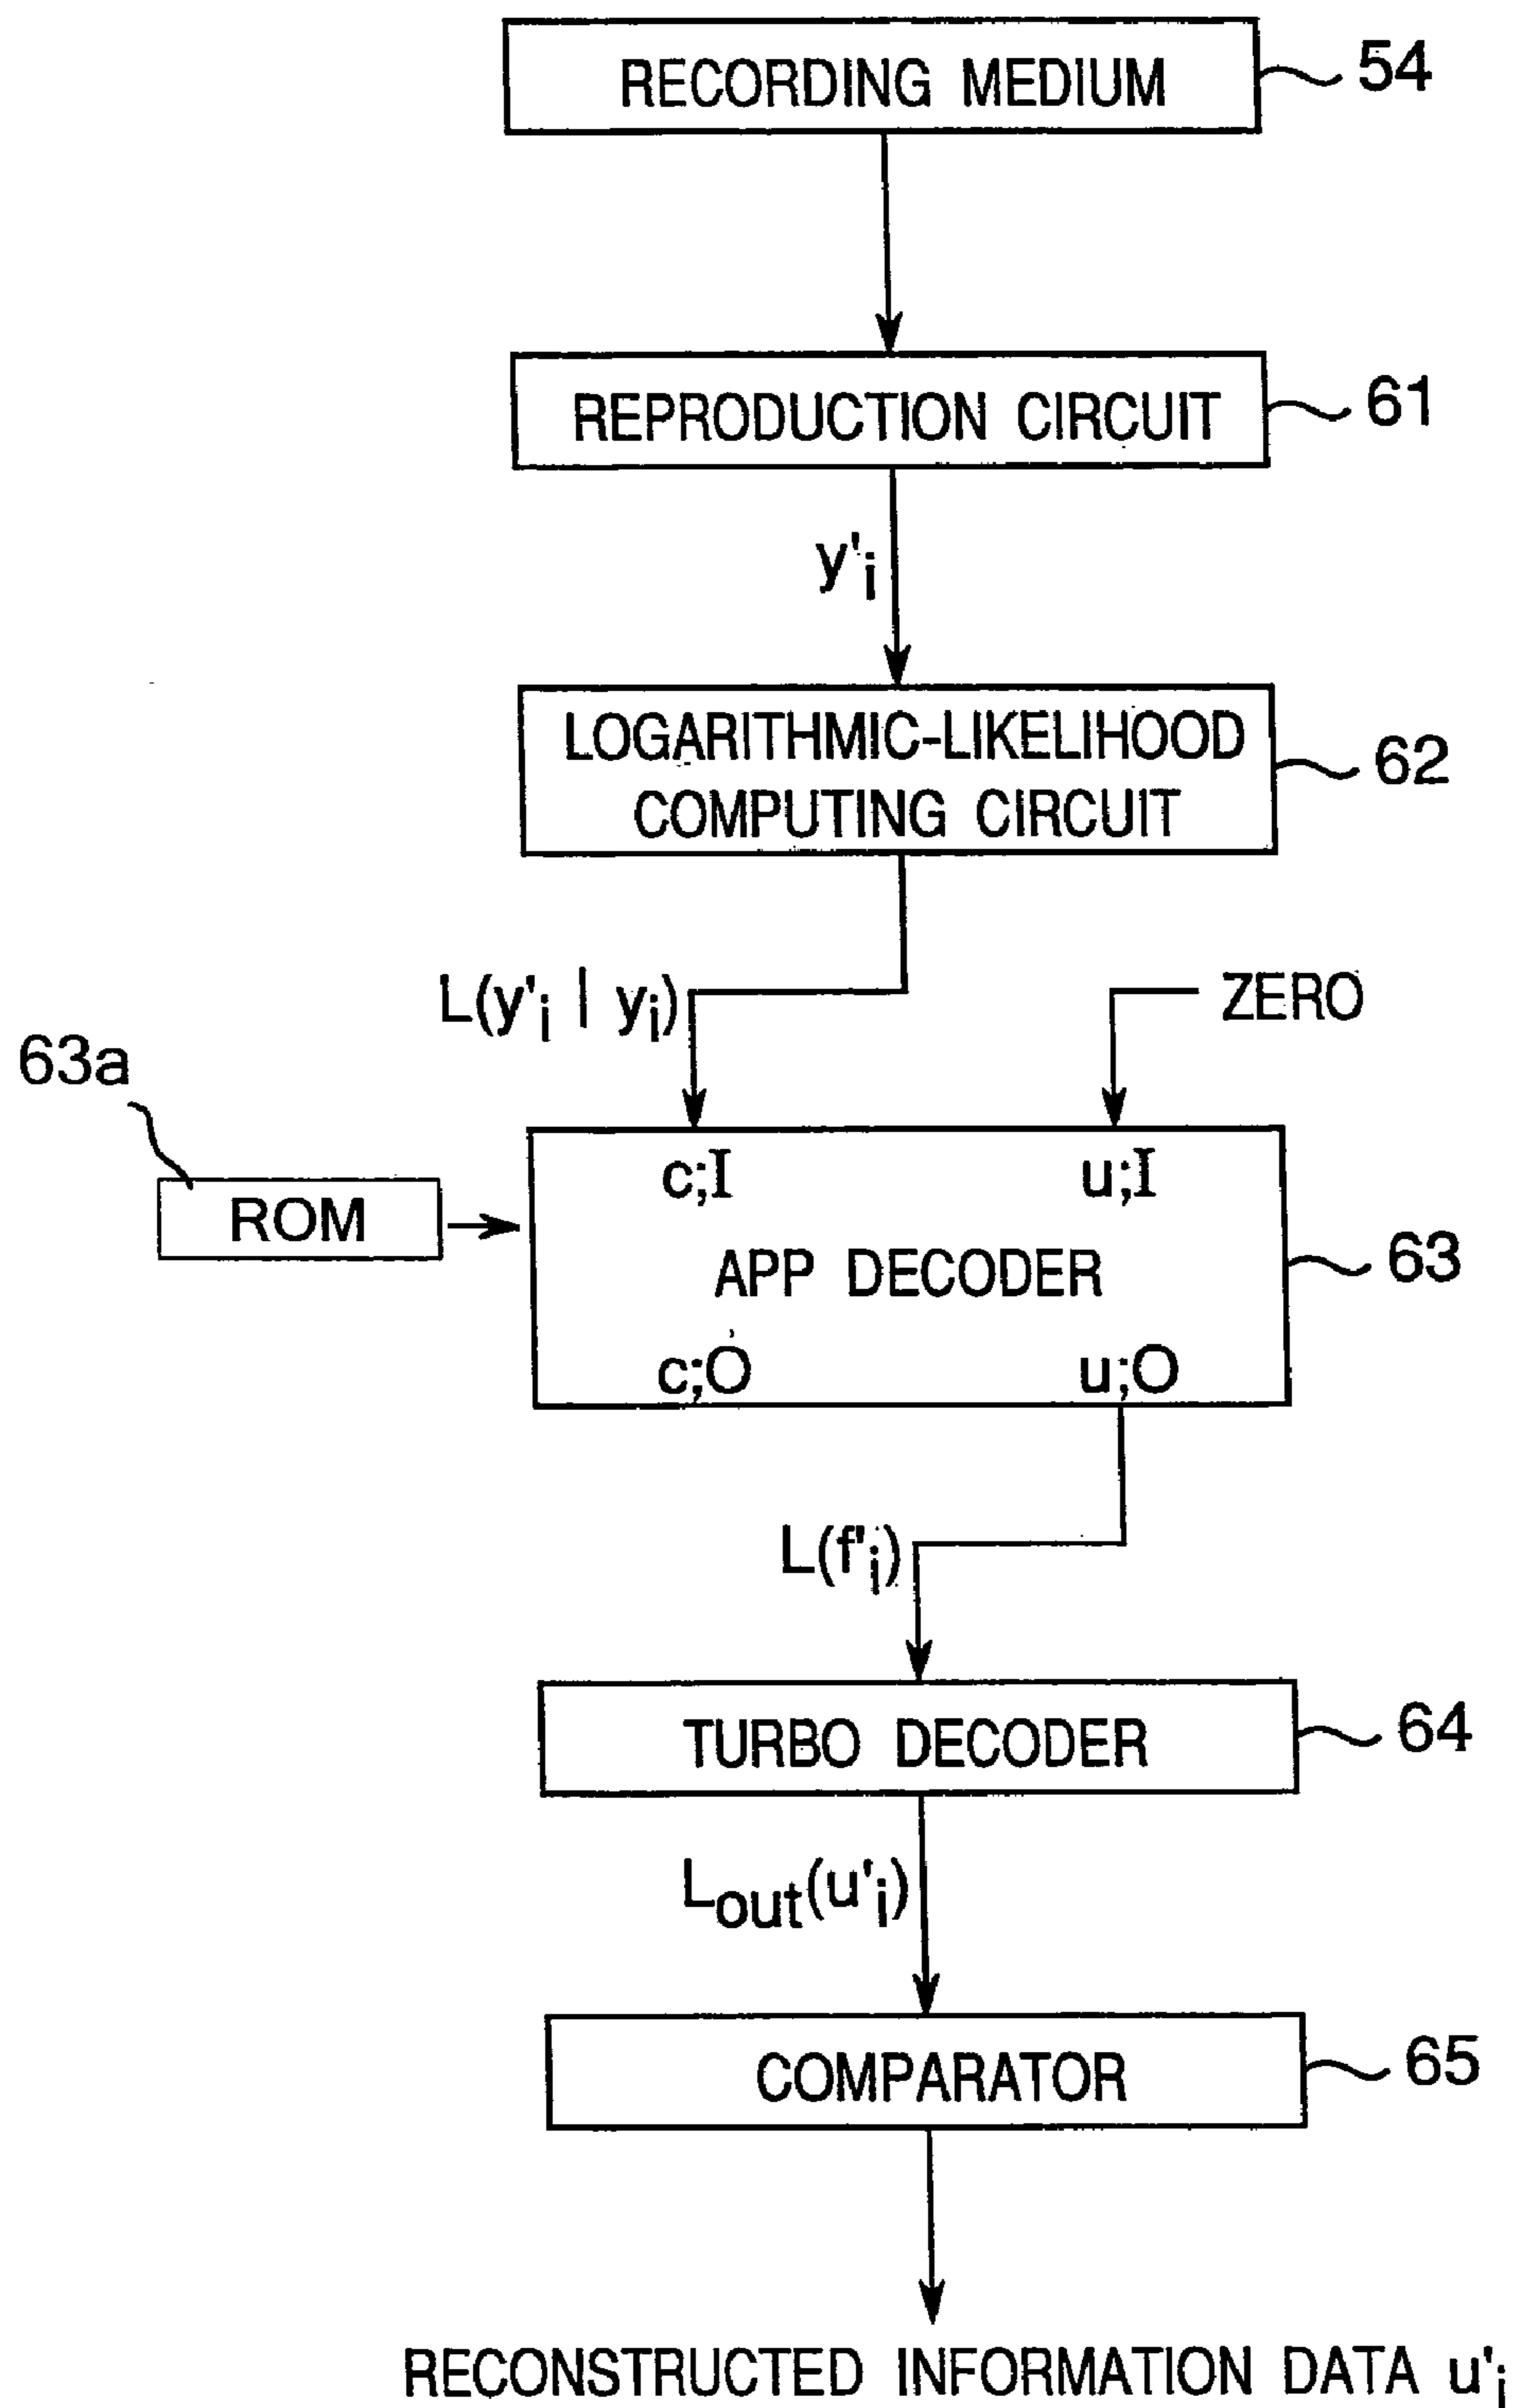 RECORDING MEDIUM
54
REPRODUCTION CIRCUIT
61
y'i
LOGARITHMIC-LIKELIHOOD
COMPUTING CIRCUIT
62
L(y'i | yi)
ZERO
63a
ROM
c;I u;I
APP DECODER
63
c;O u;O
L(f'i)
TURBO DECODER
64
Lout(u'i)
COMPARATOR
65
RECONSTRUCTED INFORMATION DATA u'i